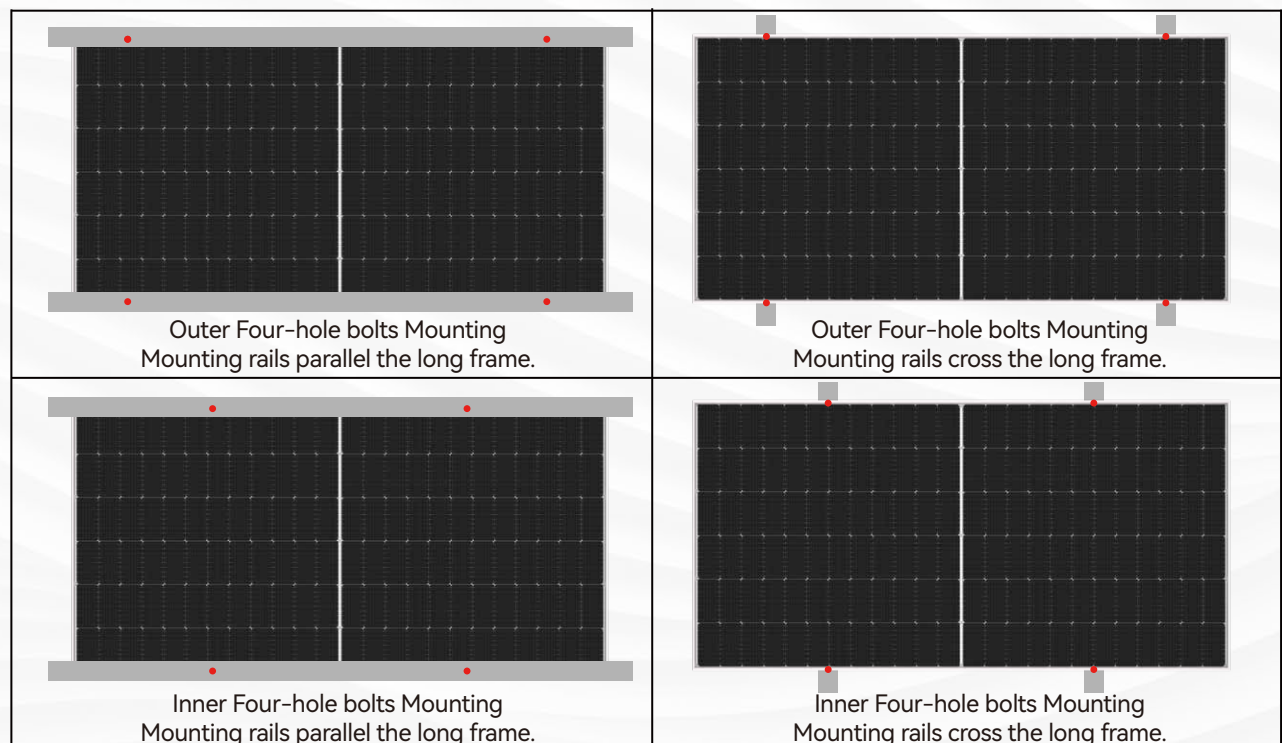 Outer Four-hole bolts Mounting
Mounting rails parallel the long frame.
Outer Four-hole bolts Mounting
Mounting rails cross the long frame.
Inner Four-hole bolts Mounting
Mounting rails parallel the long frame.
Inner Four-hole bolts Mounting
Mounting rails cross the long frame.